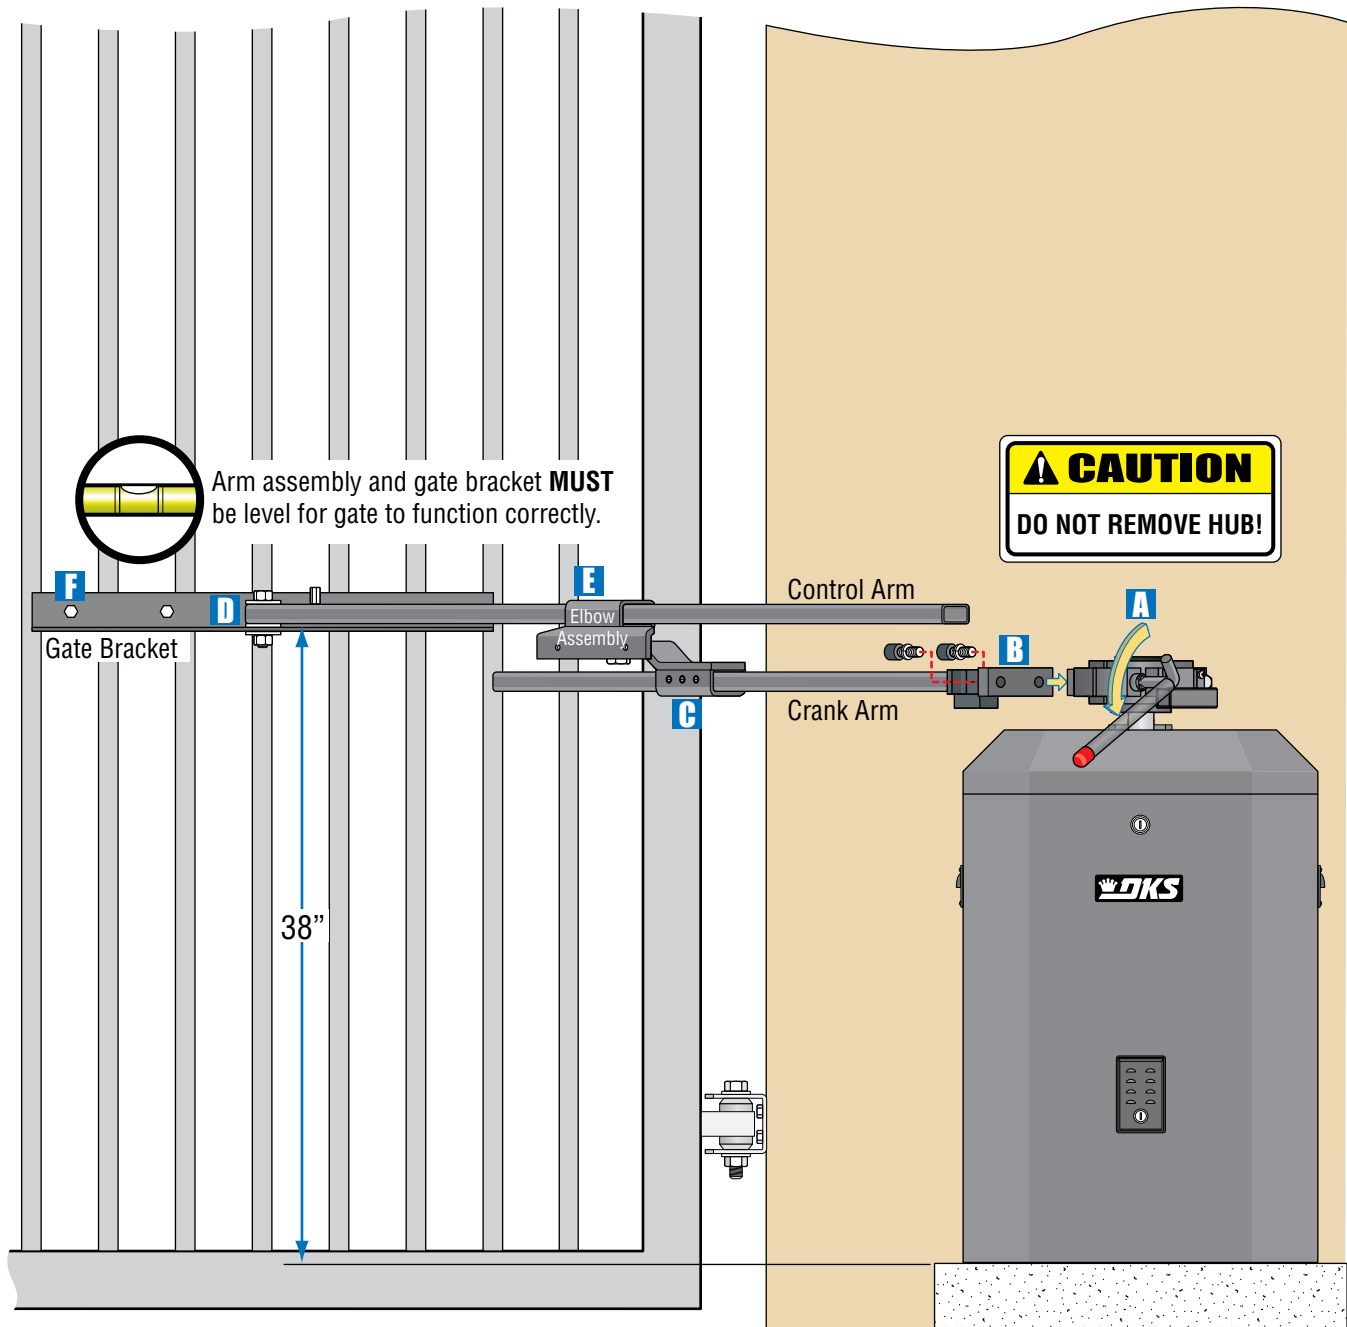 Arm assembly and gate bracket MUST
be level for gate to function correctly.
CAUTION
DO NOT REMOVE HUB!
F
D
E
Elbow
Assembly
Control Arm
A
Gate Bracket
B
C
Crank Arm
DKS
38”